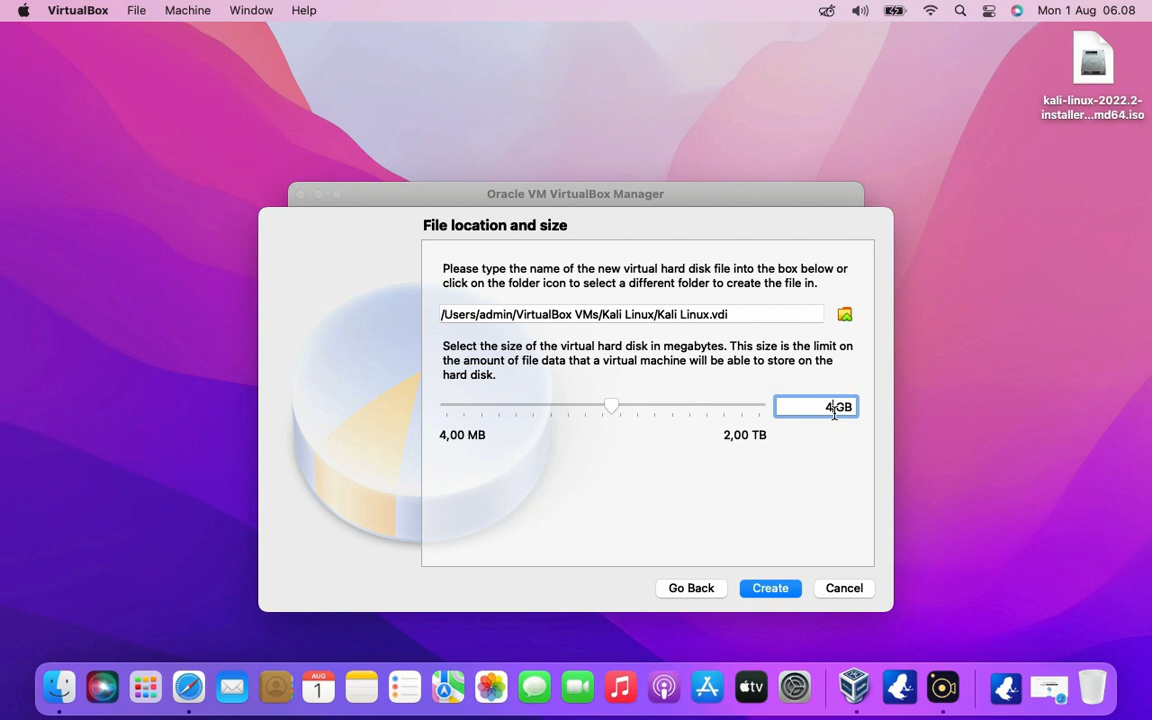 VirtualBox File Machine Window Help Mon 1 Aug 06.08
kali-linux-2022.2-
installer...md64.iso
Oracle VM VirtualBox Manager
File location and size
Please type the name of the new virtual hard disk file into the box below or
click on the folder icon to select a different folder to create the file in.
/Users/admin/VirtualBox VMs/Kali Linux/Kali Linux.vdi
Select the size of the virtual hard disk in megabytes. This size is the limit on
the amount of file data that a virtual machine will be able to store on the
hard disk.
4 GB
4,00 MB 2,00 TB
Go Back Create Cancel
AUG
1
tv